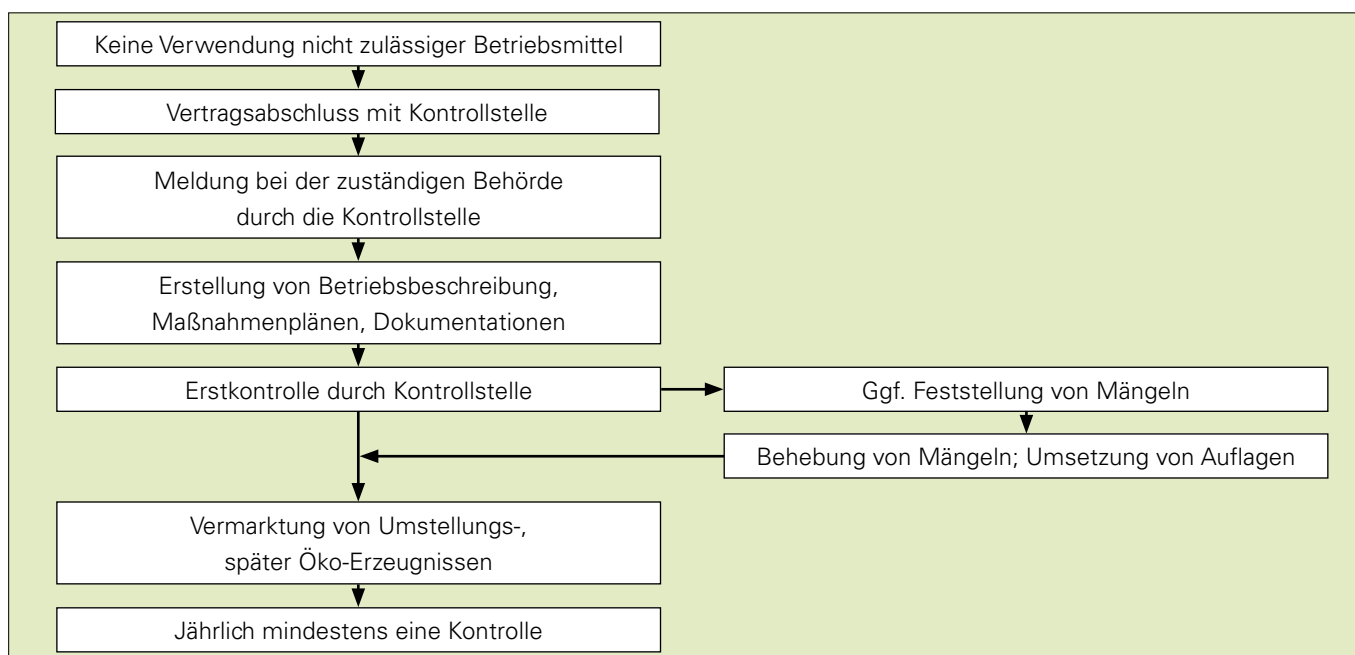 Keine Verwendung nicht zulässiger Betriebsmittel
Vertragsabschluss mit Kontrollstelle
Meldung bei der zuständigen Behörde
durch die Kontrollstelle
Erstellung von Betriebsbeschreibung,
Maßnahmenplänen, Dokumentationen
Erstkontrolle durch Kontrollstelle
Ggf. Feststellung von Mängeln
Behebung von Mängeln; Umsetzung von Auflagen
Vermarktung von Umstellungs-,
später Öko-Erzeugnissen
Jährlich mindestens eine Kontrolle